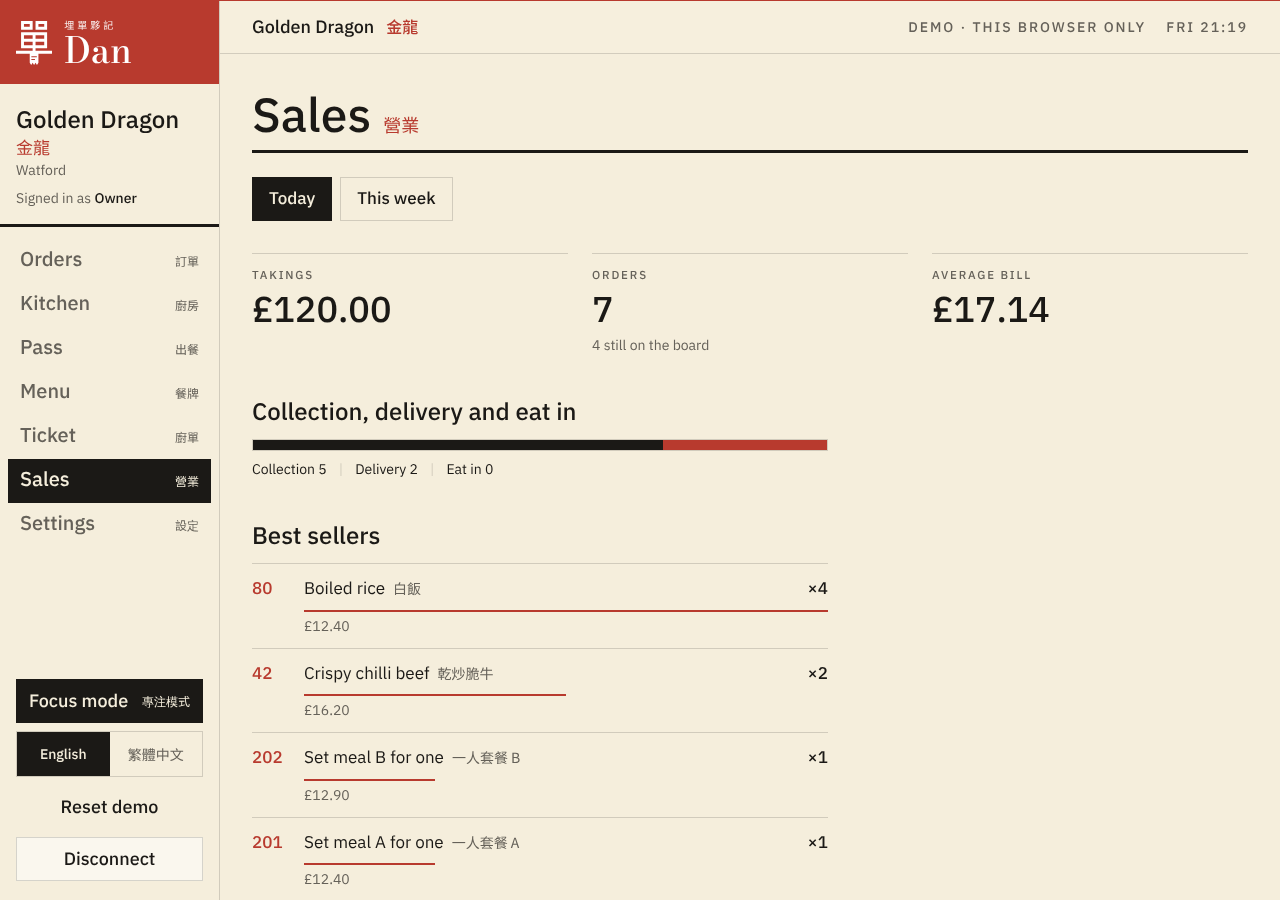 單 埋單夥記
Dan
Golden Dragon
金龍
Watford
Signed in as Owner
Orders 訂單
Kitchen 廚房
Pass 出餐
Menu 餐牌
Ticket 廚單
Sales 營業
Settings 設定
Focus mode 專注模式
English 繁體中文
Reset demo
Disconnect
Golden Dragon 金龍
DEMO · THIS BROWSER ONLY FRI 21:19
Sales 營業
Today This week
TAKINGS
£120.00
ORDERS
7
4 still on the board
AVERAGE BILL
£17.14
Collection, delivery and eat in
Collection 5 | Delivery 2 | Eat in 0
Best sellers
80 Boiled rice 白飯 ×4
£12.40
42 Crispy chilli beef 乾炒脆牛 ×2
£16.20
202 Set meal B for one 一人套餐 B ×1
£12.90
201 Set meal A for one 一人套餐 A ×1
£12.40